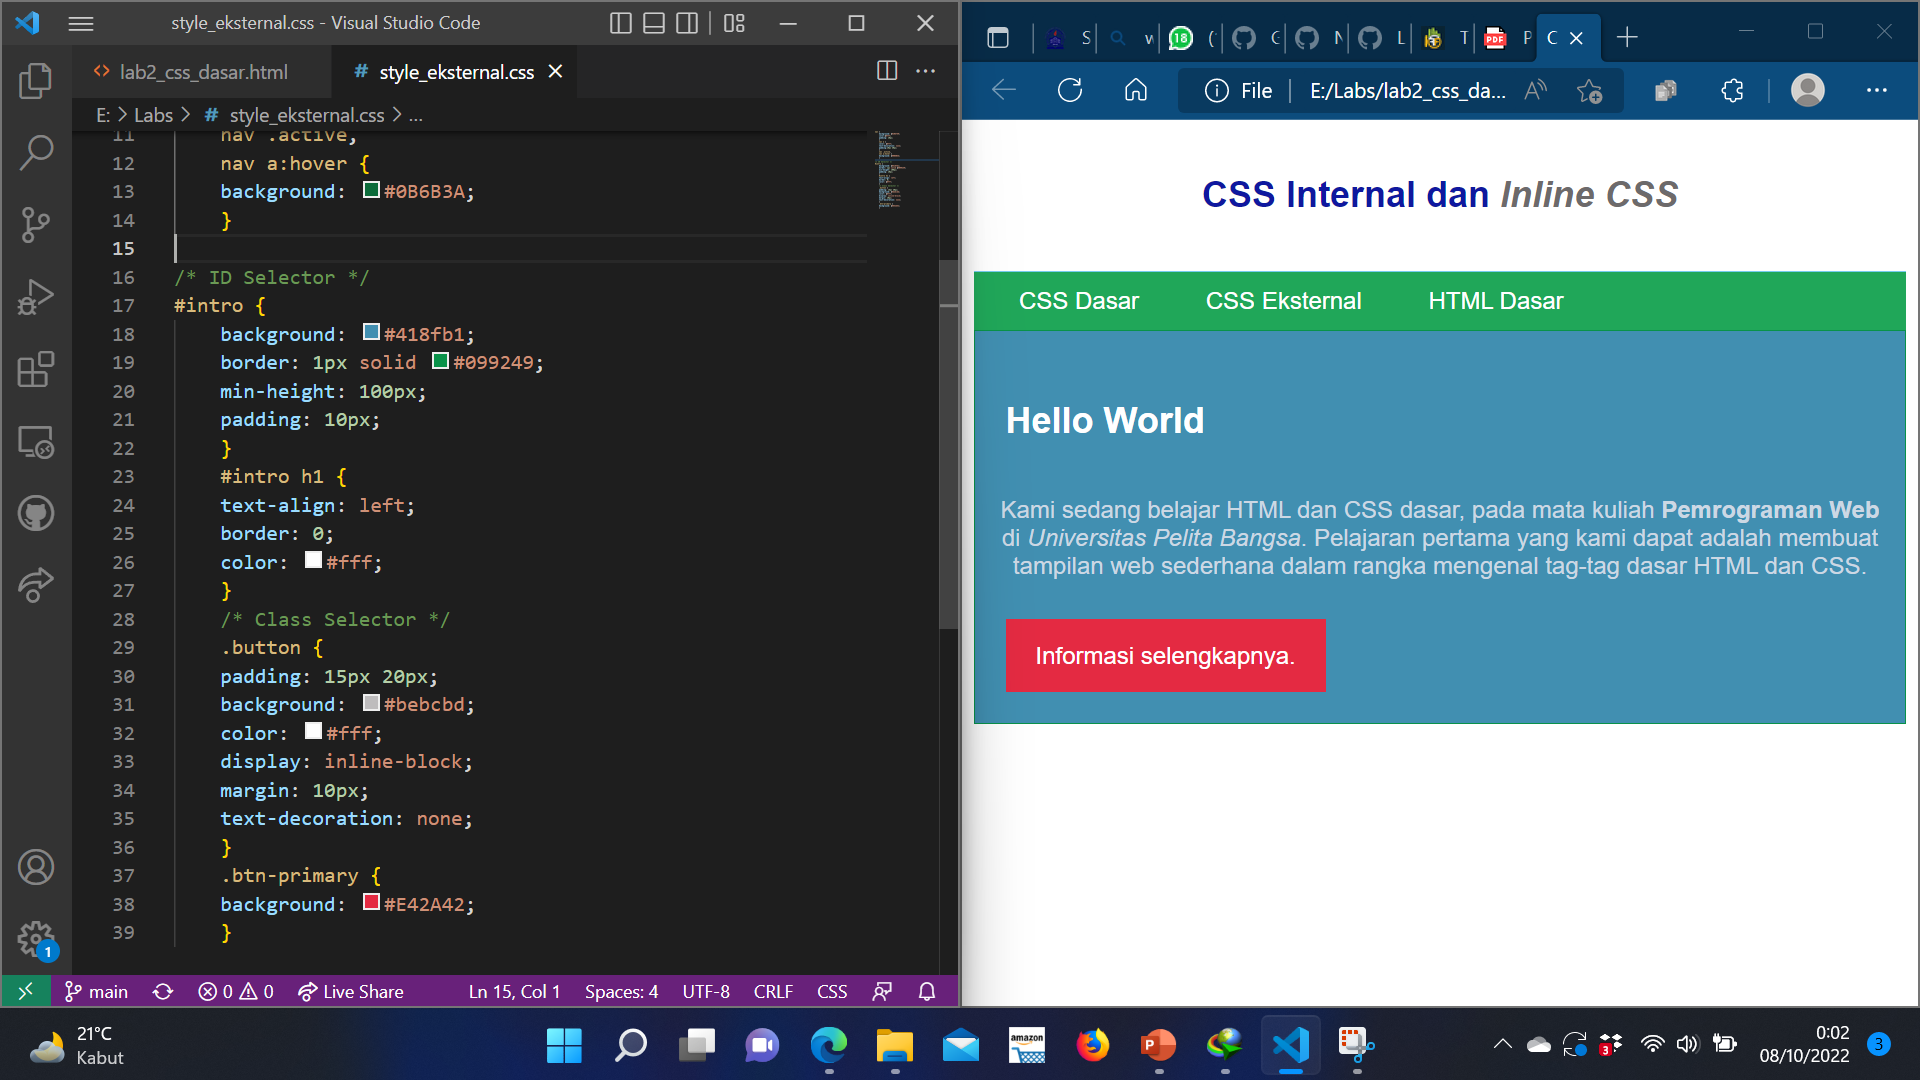 style_eksternal.css - Visual Studio Code
lab2_css_dasar.html
# style_eksternal.css
E: > Labs > # style_eksternal.css > ...
11 nav .active,
12 nav a:hover {
13 background: #0B6B3A;
14 }
15
16 /* ID Selector */
17 #intro {
18 background: #418fb1;
19 border: 1px solid #099249;
20 min-height: 100px;
21 padding: 10px;
22 }
23 #intro h1 {
24 text-align: left;
25 border: 0;
26 color: #fff;
27 }
28 /* Class Selector */
29 .button {
30 padding: 15px 20px;
31 background: #bebcbd;
32 color: #fff;
33 display: inline-block;
34 margin: 10px;
35 text-decoration: none;
36 }
37 .btn-primary {
38 background: #E42A42;
39 }
1
main
0
0
Live Share
Ln 15, Col 1
Spaces: 4
UTF-8
CRLF
CSS
S
w
18
(
L
T
PDF
P
C
File
E:/Labs/lab2_css_da...
CSS Internal dan Inline CSS
CSS Dasar
CSS Eksternal
HTML Dasar
Hello World
Kami sedang belajar HTML dan CSS dasar, pada mata kuliah Pemrograman Web
di Universitas Pelita Bangsa. Pelajaran pertama yang kami dapat adalah membuat
tampilan web sederhana dalam rangka mengenal tag-tag dasar HTML dan CSS.
Informasi selengkapnya.
21°C
Kabut
amazon
P
3
0:02
08/10/2022
3